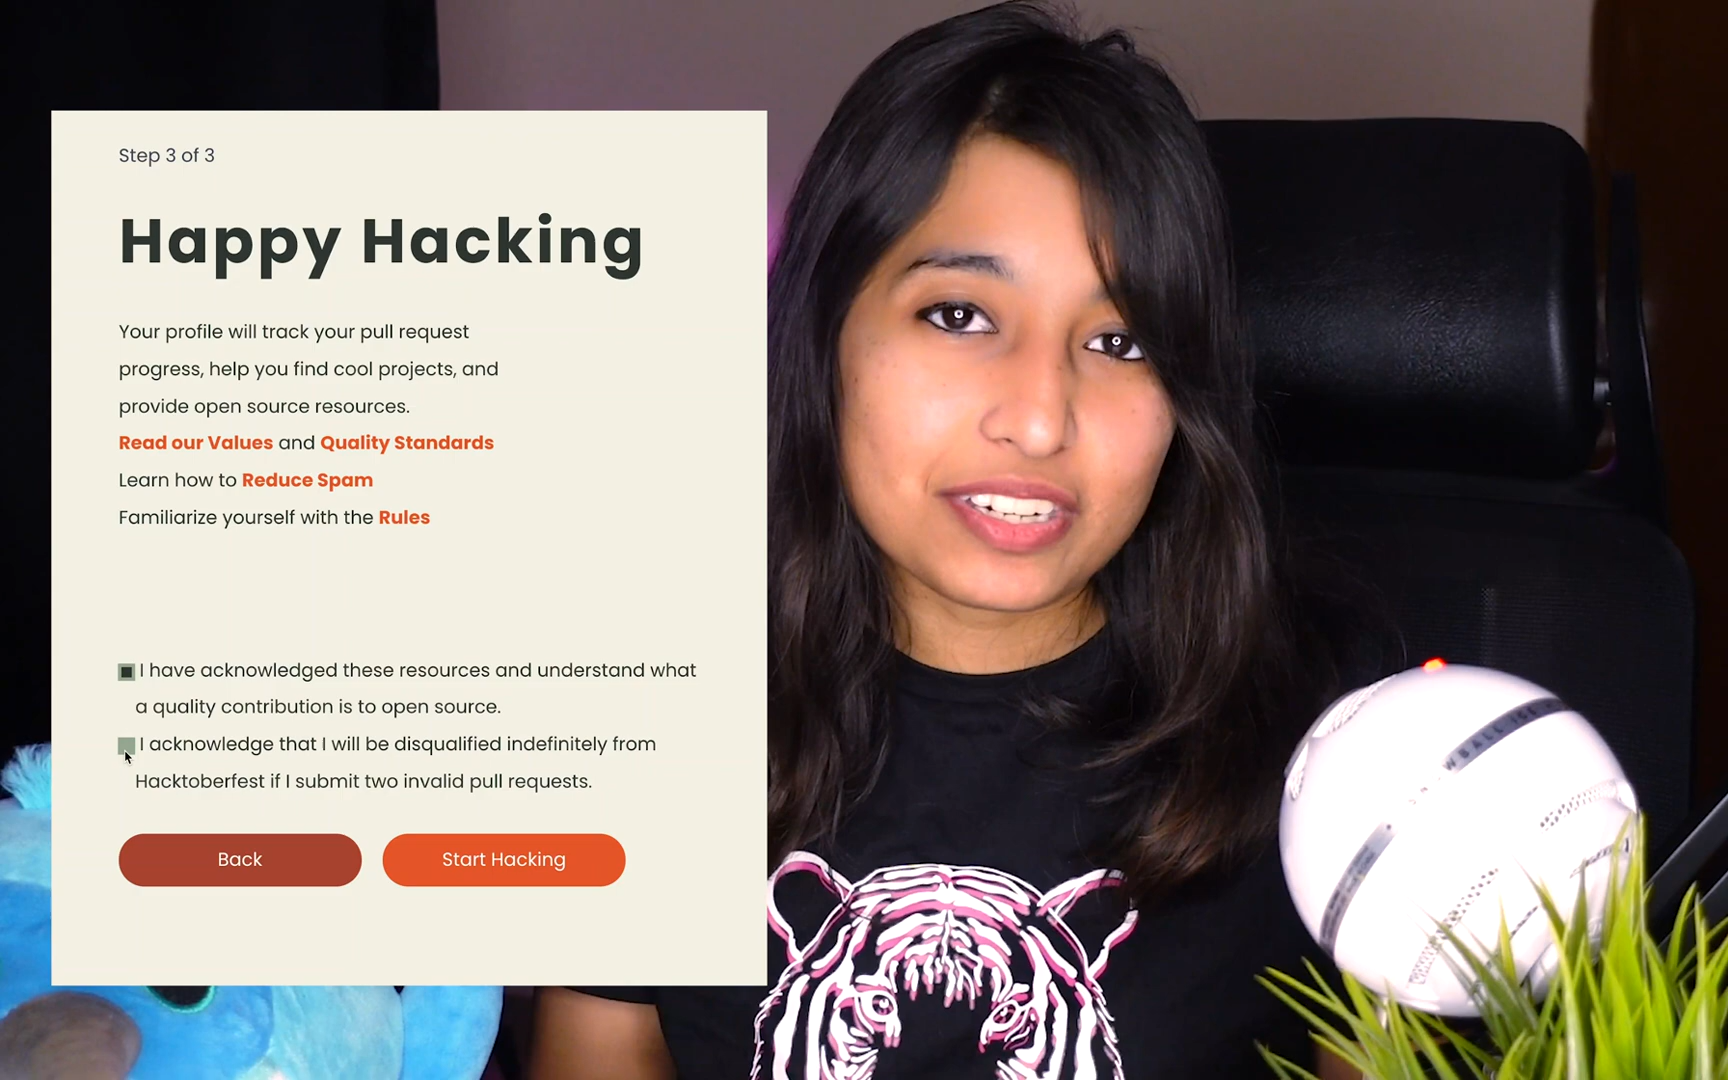 Step 3 of 3
Happy Hacking
Your profile will track your pull request
progress, help you find cool projects, and
provide open source resources.
Read our Values and Quality Standards
Learn how to Reduce Spam
Familiarize yourself with the Rules
I have acknowledged these resources and understand what
a quality contribution is to open source.
I acknowledge that I will be disqualified indefinitely from
Hacktoberfest if I submit two invalid pull requests.
Back
Start Hacking